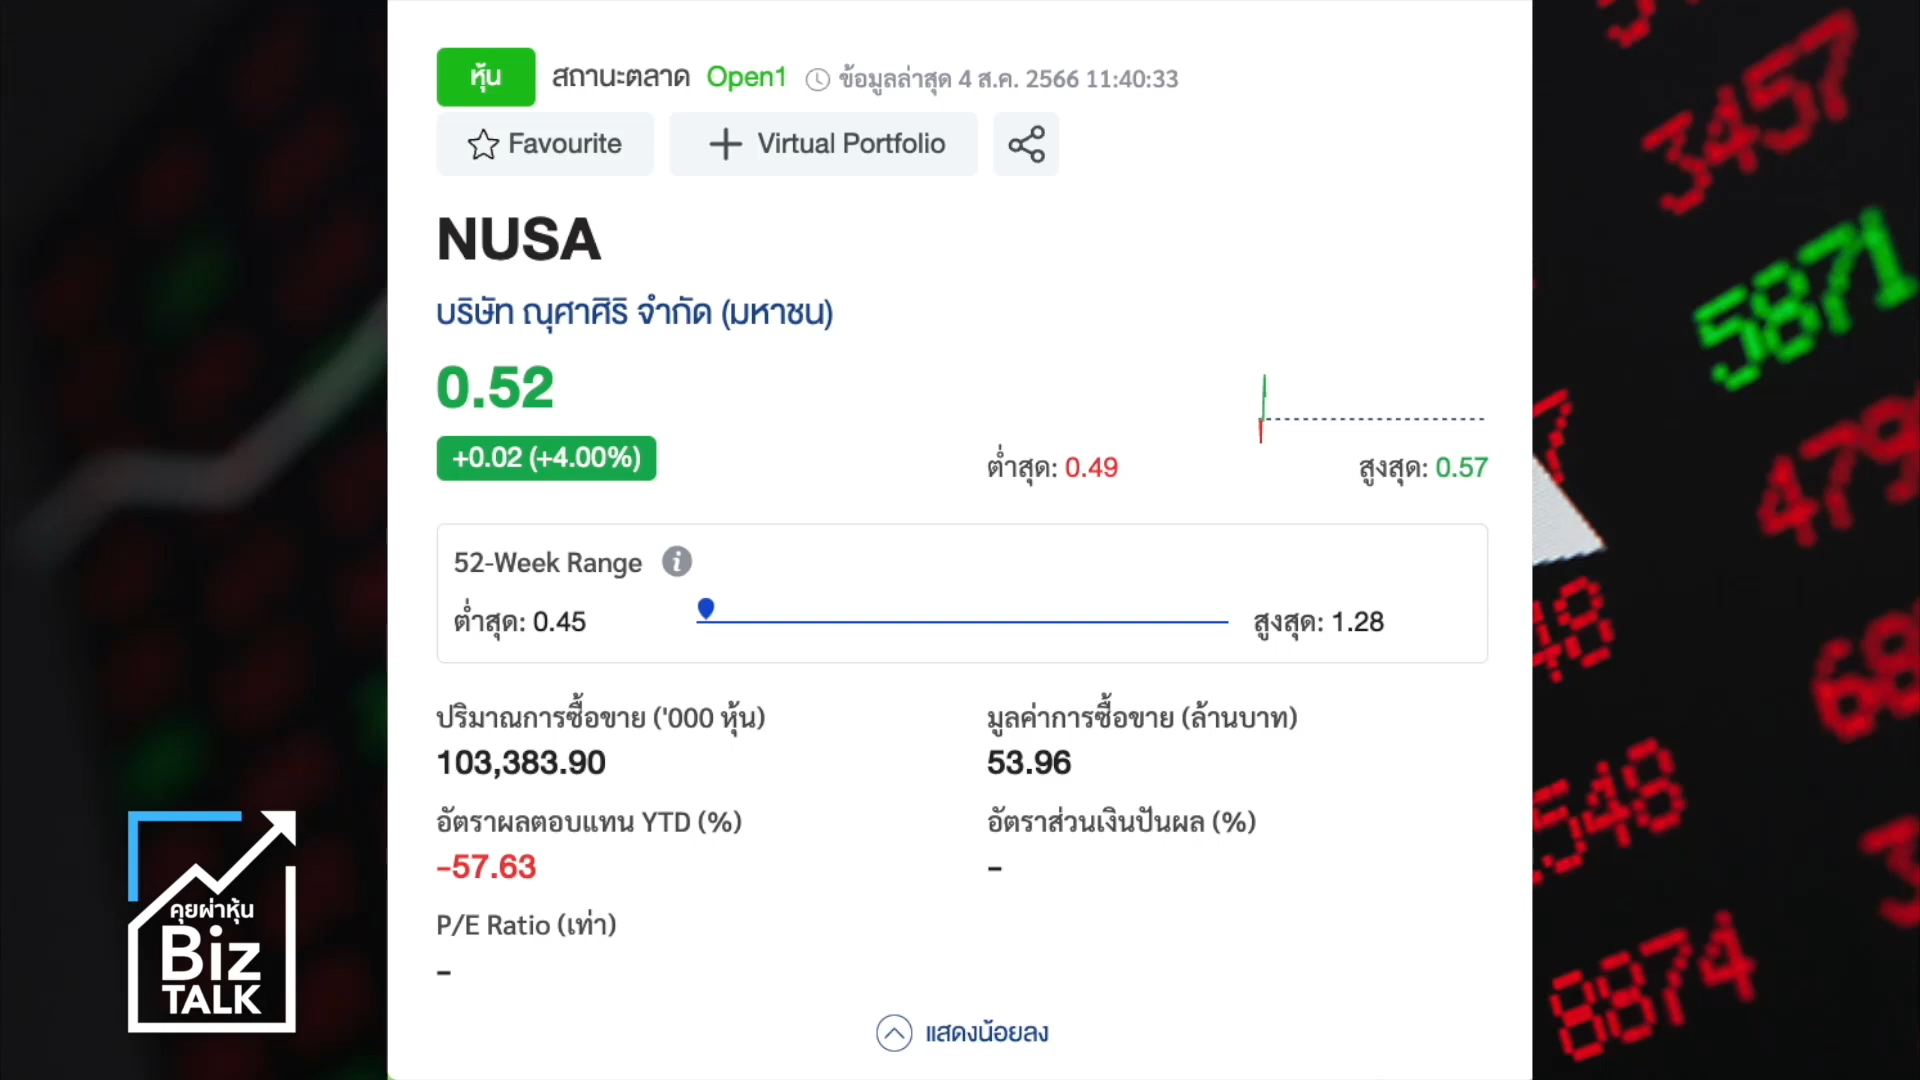 หุ้น สถานะตลาด Open1 ข้อมูลล่าสุด 4 ส.ค. 2566 11:40:33
Favourite Virtual Portfolio
NUSA
บริษัท ณุศาศิริ จำกัด (มหาชน)
0.52
+0.02 (+4.00%)
ต่ำสุด: 0.49 สูงสุด: 0.57
52-Week Range
ต่ำสุด: 0.45 สูงสุด: 1.28
ปริมาณการซื้อขาย ('000 หุ้น) มูลค่าการซื้อขาย (ล้านบาท)
103,383.90 53.96
อัตราผลตอบแทน YTD (%) อัตราส่วนเงินปันผล (%)
-57.63 -
P/E Ratio (เท่า)
-
แสดงน้อยลง
คุยผ่าหุ้น
Biz
TALK
3457
5871
8874